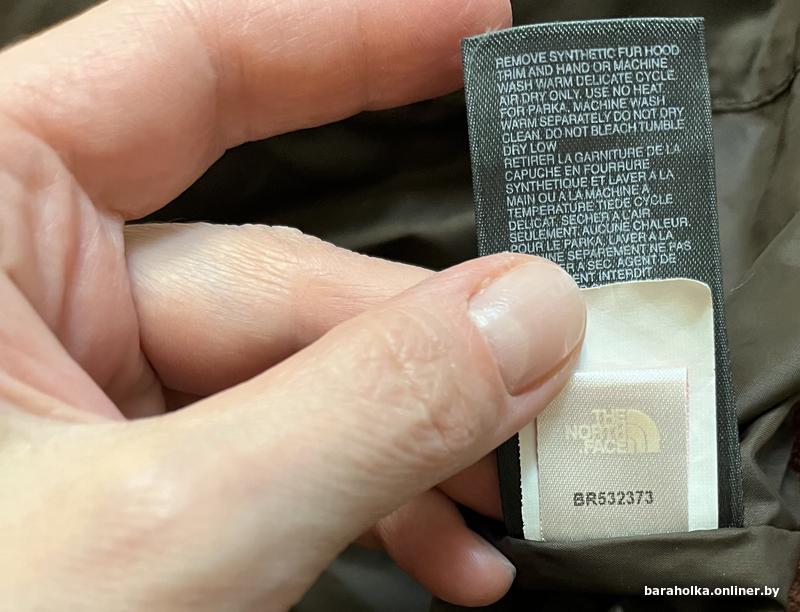 REMOVE SYNTHETIC FUR HOOD
TRIM AND HAND OR MACHINE
WASH WARM DELICATE CYCLE.
AIR DRY ONLY. USE NO HEAT.
FOR PARKA, MACHINE WASH
WARM SEPARATELY DO NOT DRY
CLEAN. DO NOT BLEACH TUMBLE
DRY LOW
RETIRER LA GARNITURE DE LA
CAPUCHE EN FOURRURE
SYNTHETIQUE ET LAVER A LA
MAIN OU A LA MACHINE A
TEMPERATURE TIEDE CYCLE
DELICAT. SECHER A L'AIR
SEULEMENT. AUCUNE CHALEUR.
POUR LE PARKA, LAVER A LA
SEPAREMENT NE PAS
SEC. AGENT DE
INTERDIT
THE
NORTH
FACE
BR532373
baraholka.onliner.by